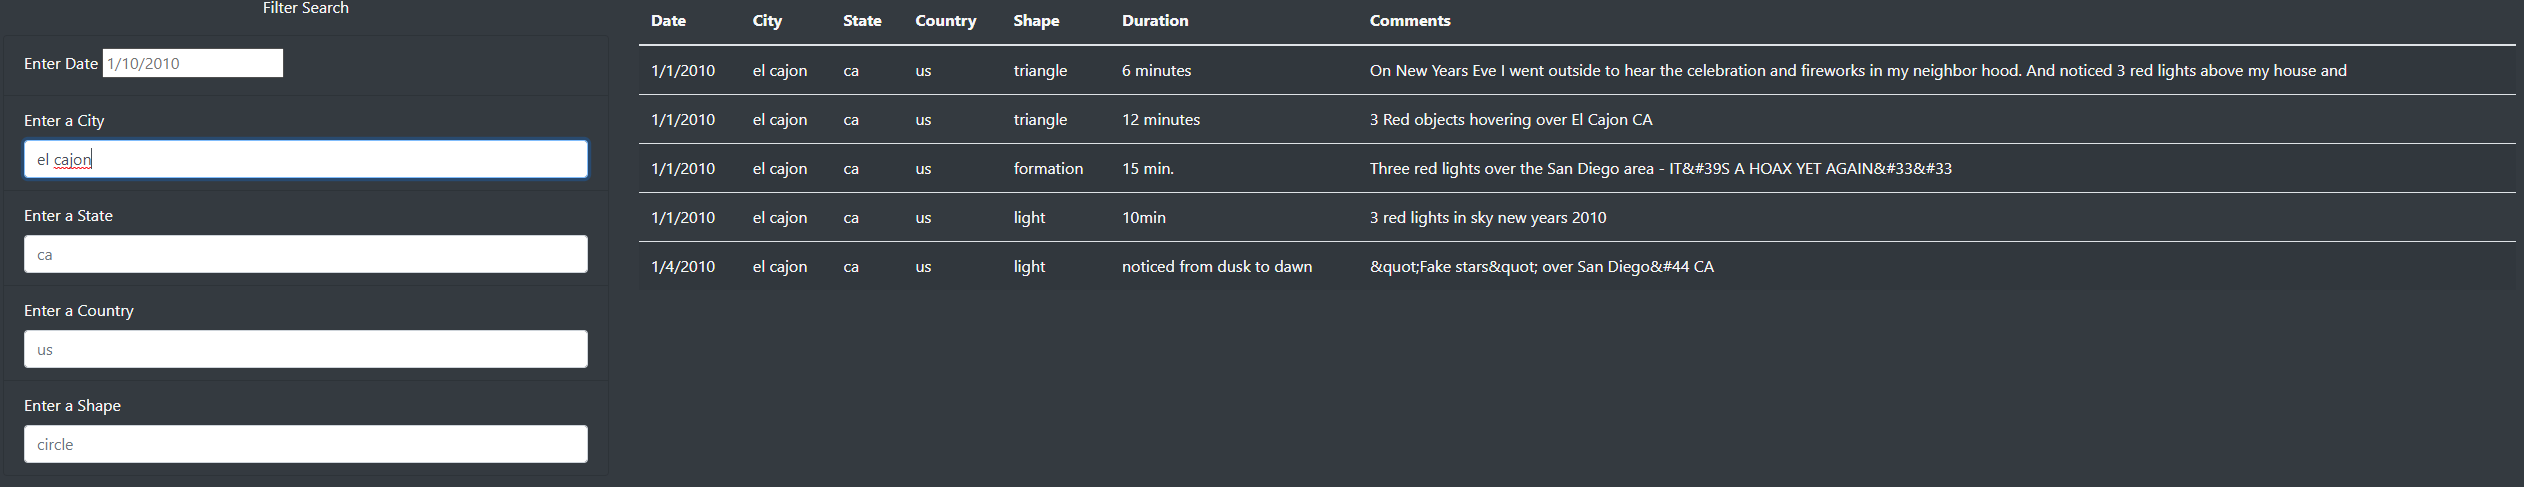 Filter Search
Enter Date 1/10/2010
Enter a City
el cajon
Enter a State
ca
Enter a Country
us
Enter a Shape
circle
Date City State Country Shape Duration Comments
1/1/2010 el cajon ca us triangle 6 minutes On New Years Eve I went outside to hear the celebration and fireworks in my neighbor hood. And noticed 3 red lights above my house and
1/1/2010 el cajon ca us triangle 12 minutes 3 Red objects hovering over El Cajon CA
1/1/2010 el cajon ca us formation 15 min. Three red lights over the San Diego area - IT&#39S A HOAX YET AGAIN&#33&#33
1/1/2010 el cajon ca us light 10min 3 red lights in sky new years 2010
1/4/2010 el cajon ca us light noticed from dusk to dawn &quot;Fake stars&quot; over San Diego&#44 CA